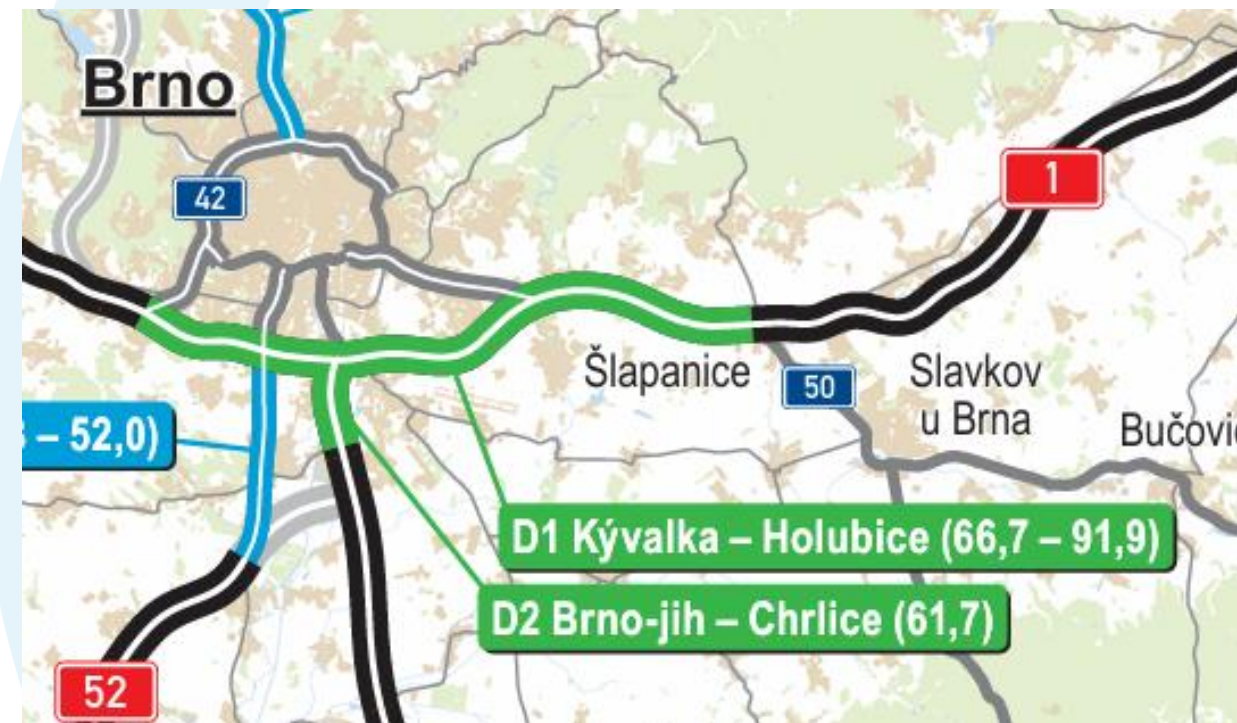 Brno
42
1
Šlapanice
50
Slavkov
u Brna
– 52,0)
D1 Kývalka – Holubice (66,7 – 91,9)
D2 Brno-jih – Chrlice (61,7)
52